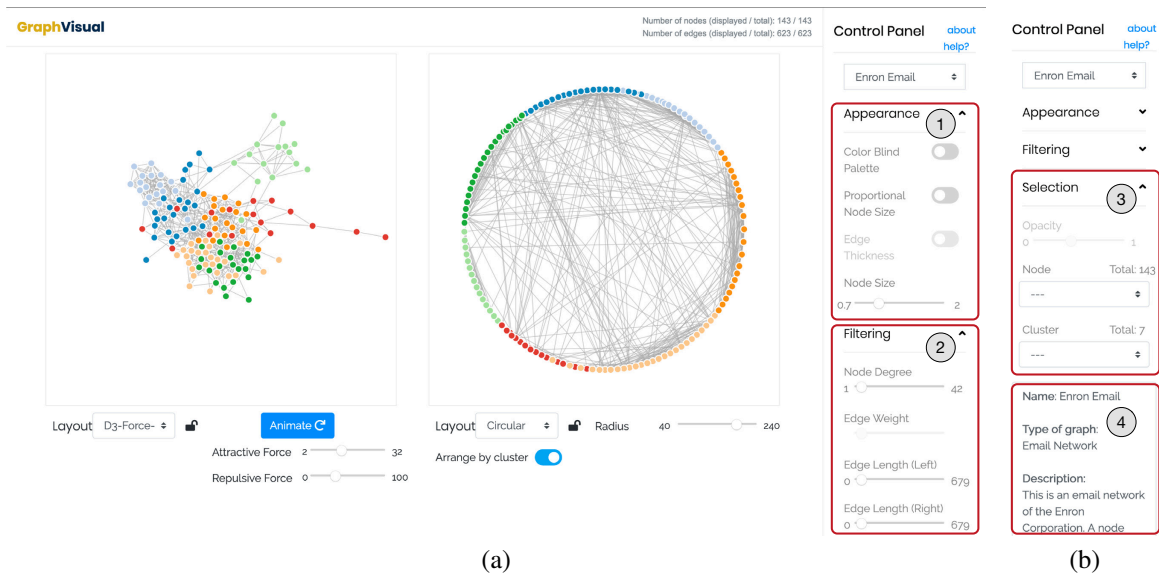 GraphVisual
Number of nodes (displayed / total): 143 / 143
Number of edges (displayed / total): 623 / 623
Layout D3-Force-
Animate
Attractive Force 2 32
Repulsive Force 0 100
Layout Circular Radius 40 240
Arrange by cluster
Control Panel about
help?
Enron Email
Appearance 1
Color Blind
Palette
Proportional
Node Size
Edge
Thickness
Node Size
0.7 2
Filtering 2
Node Degree
1 42
Edge Weight
Edge Length (Left)
0 679
Edge Length (Right)
0 679
(a)
Control Panel about
help?
Enron Email
Appearance
Filtering
Selection 3
Opacity
0 1
Node Total: 143
---
Cluster Total: 7
---
Name: Enron Email
4
Type of graph:
Email Network
Description:
This is an email network
of the Enron
Corporation. A node
(b)